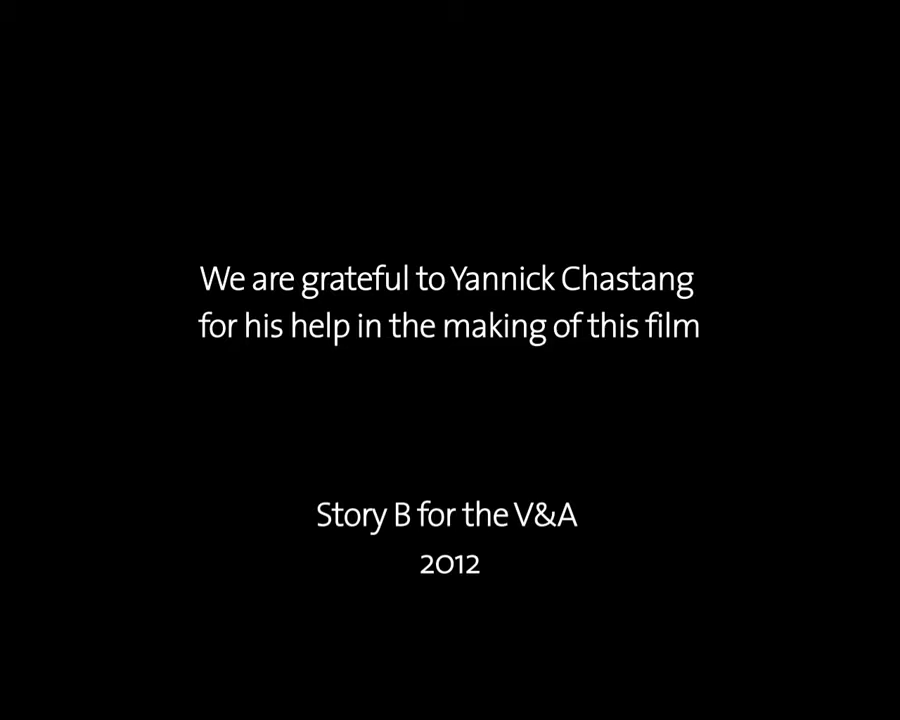 We are grateful to Yannick Chastang
for his help in the making of this film
Story B for the V&A
2012